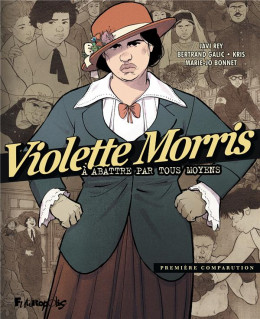 JAVI REY
BERTRAND GALIC • KRIS
MARIE-JO BONNET
Violette Morris
À ABATTRE PAR TOUS MOYENS
PREMIÈRE COMPARUTION
Futuropolis